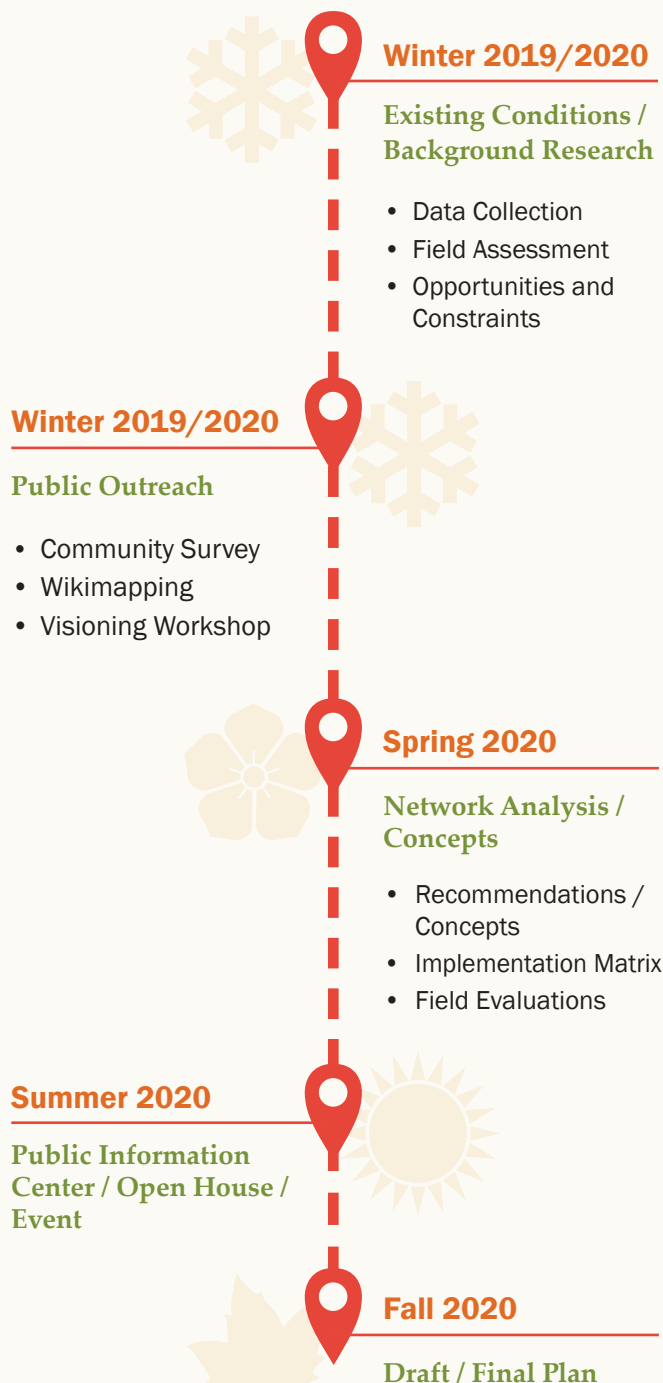 Winter 2019/2020
Existing Conditions /
Background Research
• Data Collection
• Field Assessment
• Opportunities and
Constraints
Winter 2019/2020
Public Outreach
• Community Survey
• Wikimapping
• Visioning Workshop
Spring 2020
Network Analysis /
Concepts
• Recommendations /
Concepts
• Implementation Matrix
• Field Evaluations
Summer 2020
Public Information
Center / Open House /
Event
Fall 2020
Draft / Final Plan